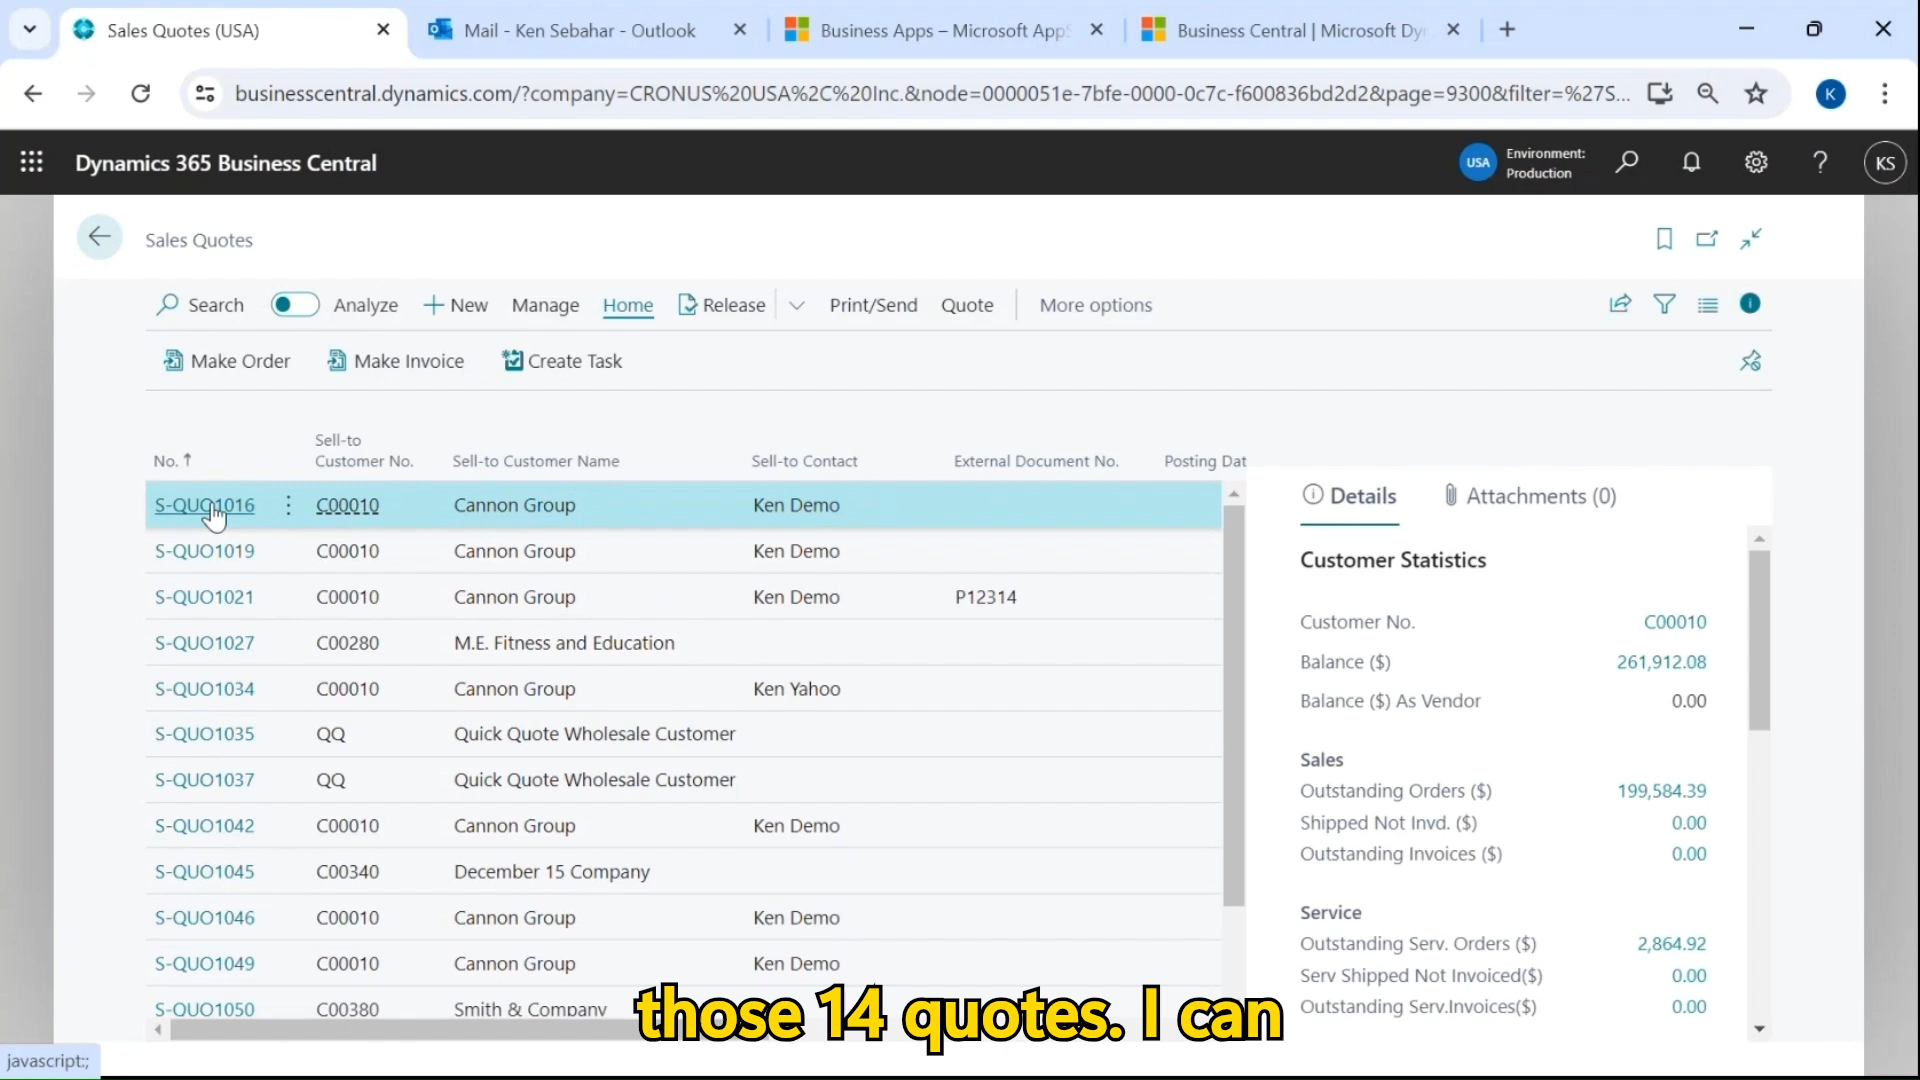 Sales Quotes (USA)
Mail - Ken Sebahar - Outlook
Business Apps – Microsoft App
Business Central | Microsoft Dy
businesscentral.dynamics.com/?company=CRONUS%20USA%2C%20Inc.&node=0000051e-7bfe-0000-0c7c-f600836bd2d2&page=9300&filter=%27S...
K
Dynamics 365 Business Central
USA
Environment:
Production
?
KS
Sales Quotes
Search
Analyze
New
Manage
Home
Release
Print/Send
Quote
More options
Make Order
Make Invoice
Create Task
No. ↑
Sell-to
Customer No.
Sell-to Customer Name
Sell-to Contact
External Document No.
Posting Dat
S-QUO1016 C00010 Cannon Group Ken Demo
S-QUO1019 C00010 Cannon Group Ken Demo
S-QUO1021 C00010 Cannon Group Ken Demo P12314
S-QUO1027 C00280 M.E. Fitness and Education
S-QUO1034 C00010 Cannon Group Ken Yahoo
S-QUO1035 QQ Quick Quote Wholesale Customer
S-QUO1037 QQ Quick Quote Wholesale Customer
S-QUO1042 C00010 Cannon Group Ken Demo
S-QUO1045 C00340 December 15 Company
S-QUO1046 C00010 Cannon Group Ken Demo
S-QUO1049 C00010 Cannon Group Ken Demo
S-QUO1050 C00380 Smith & Company
Details
Attachments (0)
Customer Statistics
Customer No. C00010
Balance ($) 261,912.08
Balance ($) As Vendor 0.00
Sales
Outstanding Orders ($) 199,584.39
Shipped Not Invd. ($) 0.00
Outstanding Invoices ($) 0.00
Service
Outstanding Serv. Orders ($) 2,864.92
Serv Shipped Not Invoiced($) 0.00
Outstanding Serv.Invoices($) 0.00
those 14 quotes. I can
javascript:;